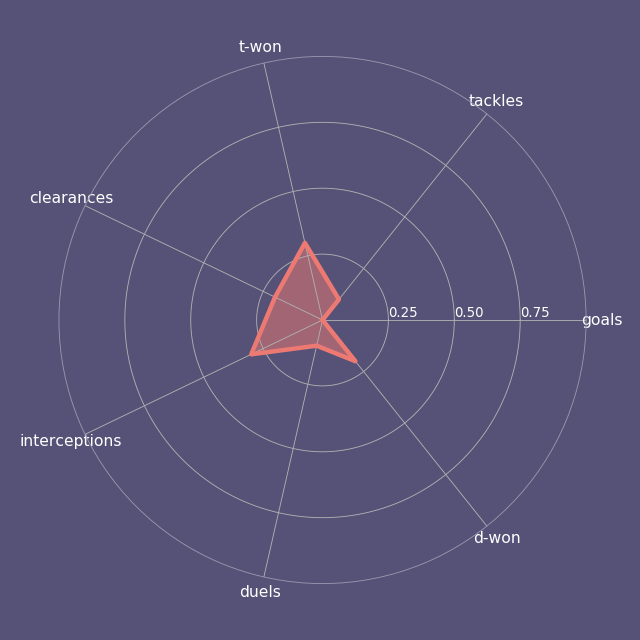 t-won
tackles
clearances
0.25 0.50 0.75 goals
interceptions
d-won
duels